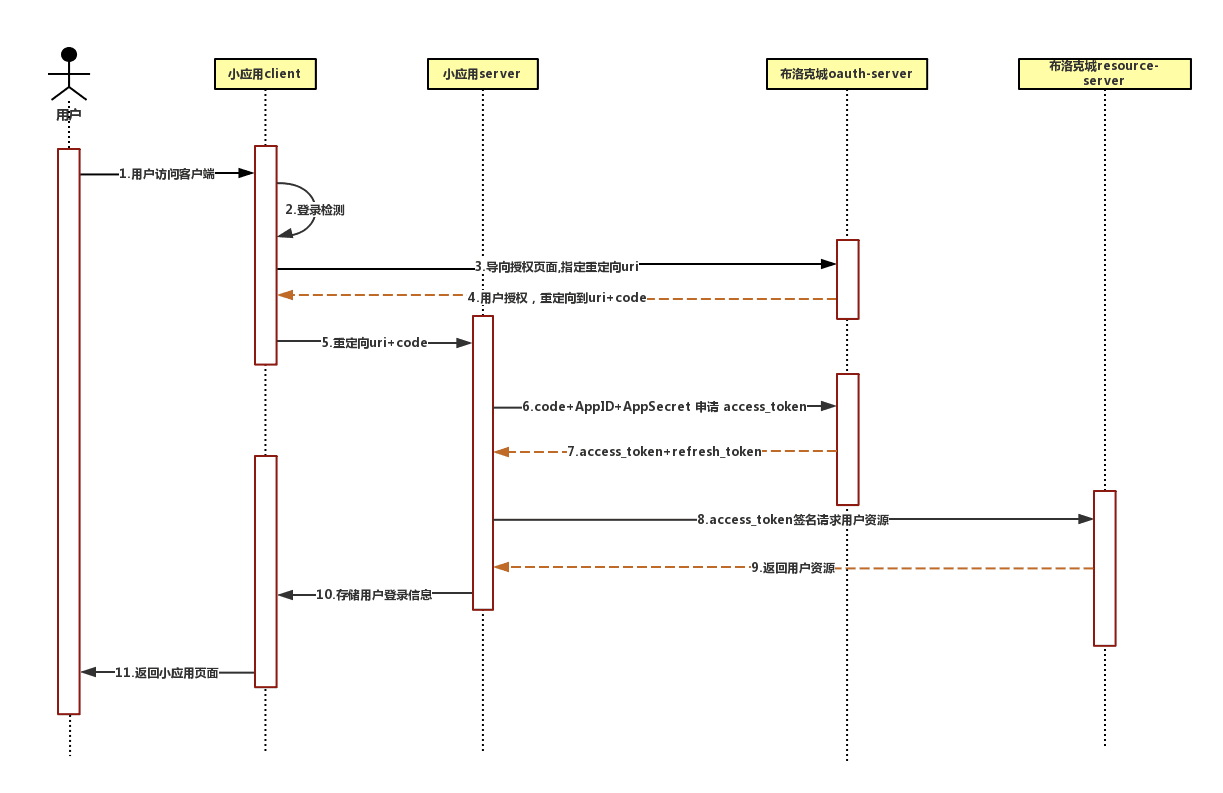 用户
小应用client
小应用server
布洛克城oauth-server
布洛克城resource-
server
1.用户访问客户端
2.登录检测
3.导向授权页面,指定重定向uri
4.用户授权，重定向到uri+code
5.重定向uri+code
6.code+AppID+AppSecret 申请 access_token
7.access_token+refresh_token
8.access_token签名请求用户资源
9.返回用户资源
10.存储用户登录信息
11.返回小应用页面